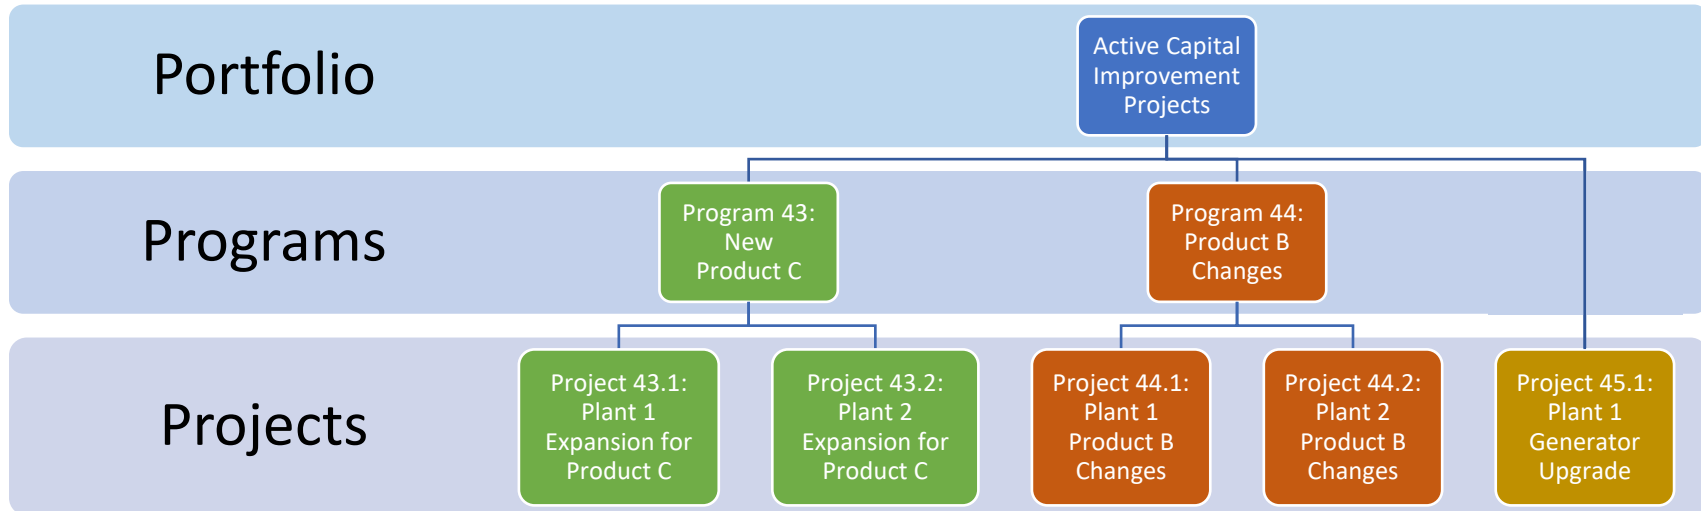 Portfolio
Active Capital
Improvement
Projects
Programs
Program 43:
New
Product C
Program 44:
Product B
Changes
Projects
Project 43.1:
Plant 1
Expansion for
Product C
Project 43.2:
Plant 2
Expansion for
Product C
Project 44.1:
Plant 1
Product B
Changes
Project 44.2:
Plant 2
Product B
Changes
Project 45.1:
Plant 1
Generator
Upgrade